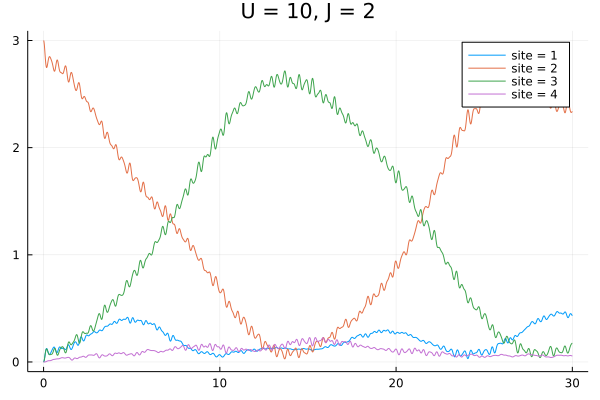 U = 10, J = 2
3
2
1
0
site = 1
site = 2
site = 3
site = 4
0
10
20
30